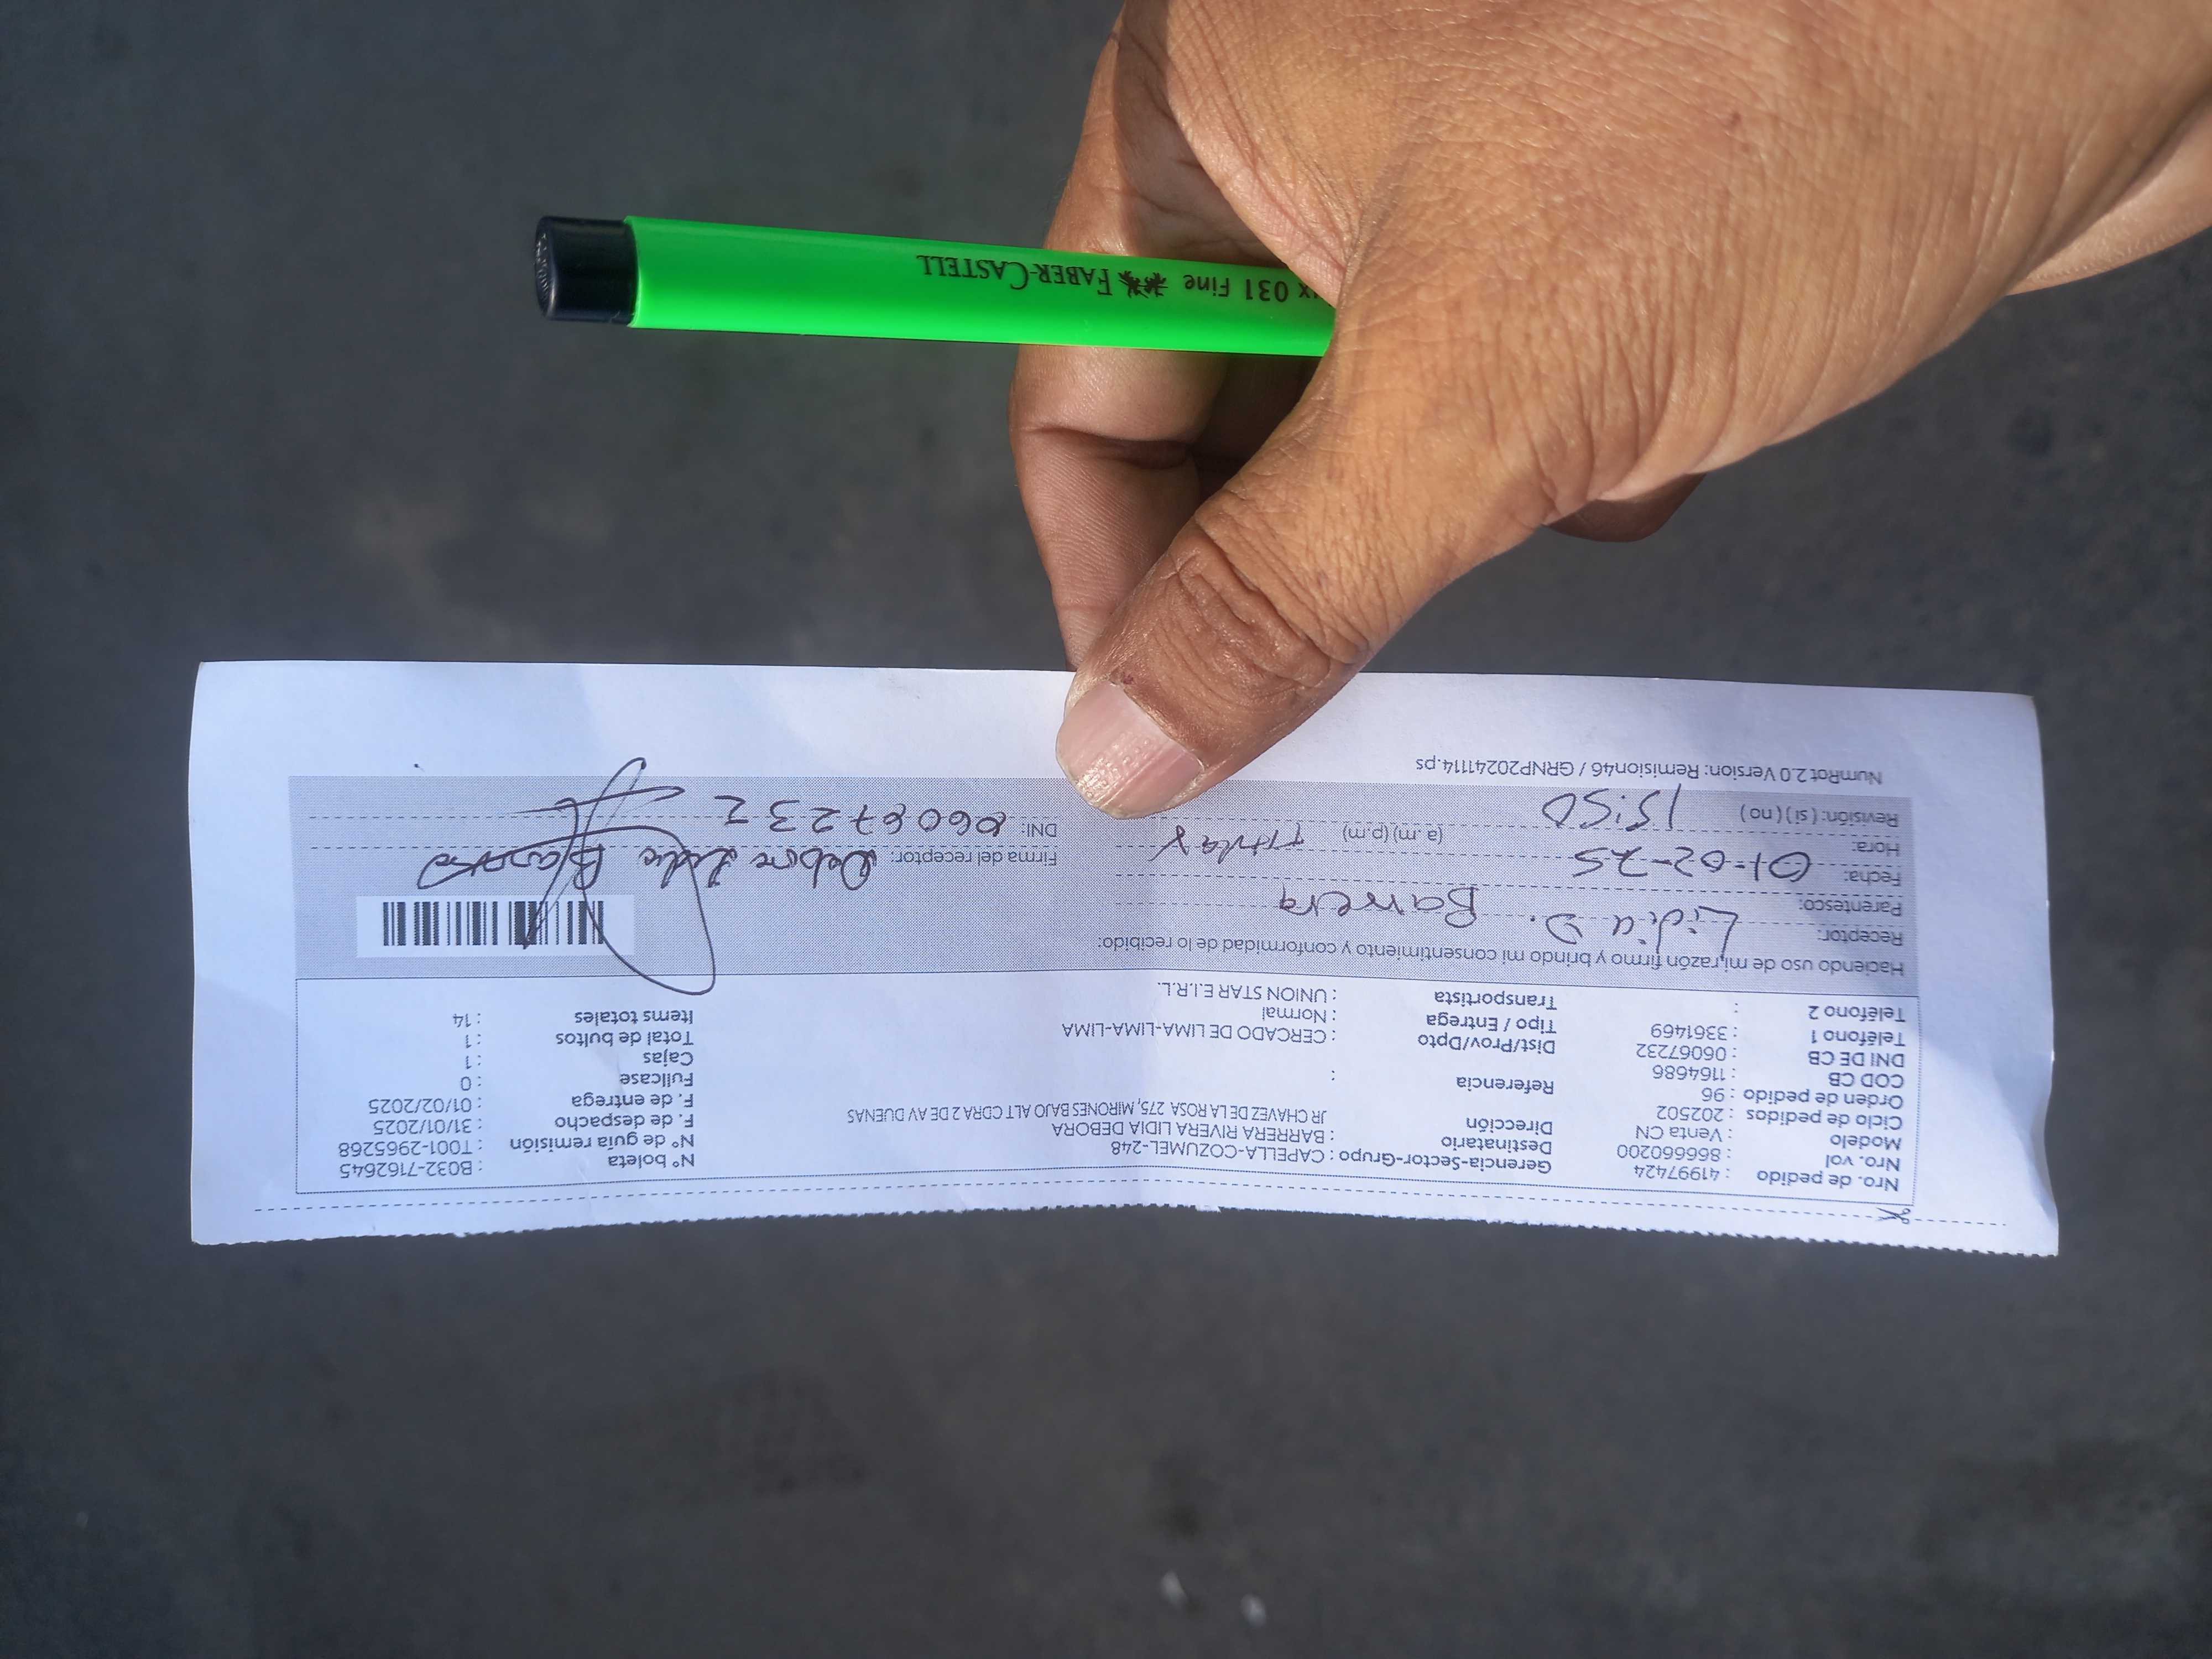 Nro. de pedido : 41997424
Nro. vol : 866660200
Modelo : Venta CN
Ciclo de pedidos : 202502
Orden de pedido : 96
COD CB : 1164686
DNI DE CB : 06067232
Teléfono 1 : 3361469
Teléfono 2 :
Gerencia-Sector-Grupo : CAPELLA-COZUMEL-248
Destinatario : BARRERA RIVERA LIDIA DEBORA
Dirección JR CHAVEZ DE LA ROSA 275, MIRONES BAJO ALT CDRA 2 DE AV DUENAS
Referencia :
Dist/Prov/Dpto : CERCADO DE LIMA-LIMA-LIMA
Tipo / Entrega : Normal
Transportista : UNION STAR E.I.R.L.
N° boleta : B032-7162645
N° de guía remisión : T001-2965268
F. de despacho : 31/01/2025
F. de entrega : 01/02/2025
Fullcase : 0
Cajas : 1
Total de bultos : 1
Items totales : 14
Haciendo uso de mi razón firmo y brindo mi consentimiento y conformidad de lo recibido:
Receptor: Lidia D. Barrera
Parentesco:
Fecha: 01-02-25
Hora: (a.m) (p.m) Titular
Revisión: ( si ) ( no ) 15:50
Firma del receptor: Debora Lidia Barrera
DNI: 06067232
NumRot 2.0 Version: Remision46 / GRNP20241114.ps
x 031 Fine FABER-CASTELL